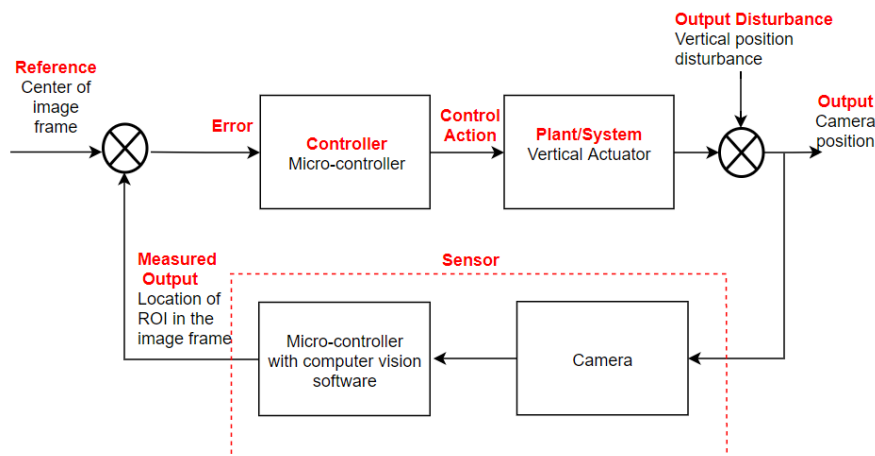 Output Disturbance
Vertical position
disturbance
Reference
Center of
image
frame
Error
Controller
Micro-controller
Control
Action
Plant/System
Vertical Actuator
Output
Camera
position
Measured
Output
Location of
ROI in the
image frame
Sensor
Micro-controller
with computer vision
software
Camera